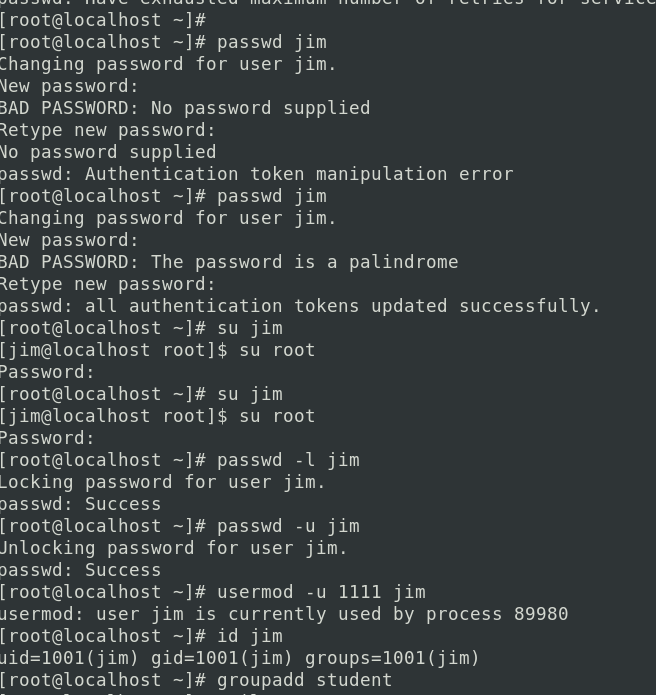 passwd: Have exhausted maximum number of retries for service
[root@localhost ~]#
[root@localhost ~]# passwd jim
Changing password for user jim.
New password:
BAD PASSWORD: No password supplied
Retype new password:
No password supplied
passwd: Authentication token manipulation error
[root@localhost ~]# passwd jim
Changing password for user jim.
New password:
BAD PASSWORD: The password is a palindrome
Retype new password:
passwd: all authentication tokens updated successfully.
[root@localhost ~]# su jim
[jim@localhost root]$ su root
Password:
[root@localhost ~]# su jim
[jim@localhost root]$ su root
Password:
[root@localhost ~]# passwd -l jim
Locking password for user jim.
passwd: Success
[root@localhost ~]# passwd -u jim
Unlocking password for user jim.
passwd: Success
[root@localhost ~]# usermod -u 1111 jim
usermod: user jim is currently used by process 89980
[root@localhost ~]# id jim
uid=1001(jim) gid=1001(jim) groups=1001(jim)
[root@localhost ~]# groupadd student